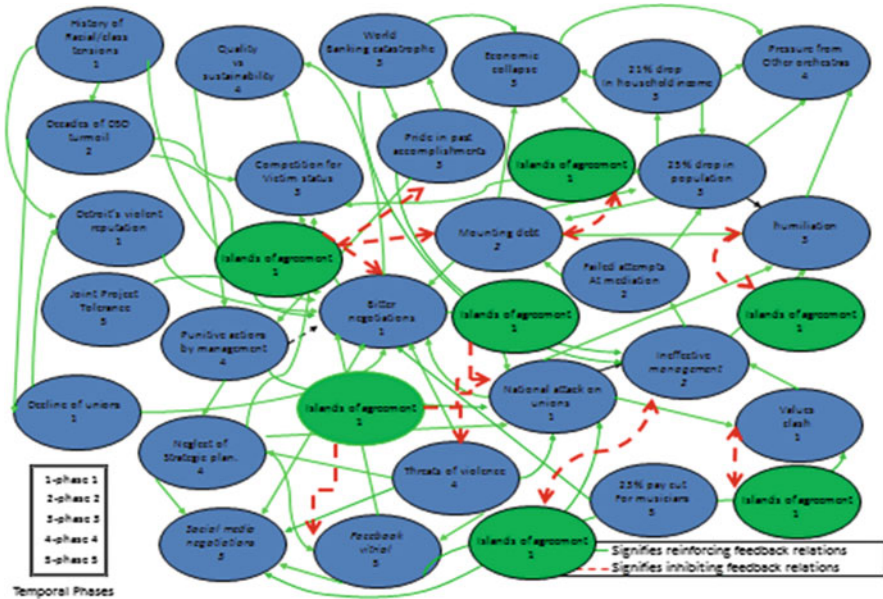 History of
Racial/class
tensions
1
Quality
vs
sustainability
4
World
Banking catastrophe
3
Economic
collapse
3
21% drop
in household income
3
Pressure from
Other orchestras
4
Decades of DSO
turmoil
2
Competition for
Victim status
3
Pride in past
accomplishments
3
Islands of agreement
1
25% drop in
population
3
Detroit's violent
reputation
1
Islands of agreement
1
Mounting debt
2
humiliation
3
Failed attempts
At mediation
2
Joint Project
Tolerance
5
Punitive actions
by management
4
Bitter
negotiations
1
Islands of agreement
1
Islands of agreement
1
Ineffective
management
2
Decline of unions
1
Islands of agreement
1
National attack on
unions
1
Values
clash
1
Neglect of
Strategic plan.
4
Threats of violence
4
23% pay cut
For musicians
5
Islands of agreement
1
1-phase 1
2-phase 2
3-phase 3
4-phase 4
5-phase 5
Temporal Phases
Social media
negotiations
5
Facebook
vitriol
5
Islands of agreement
1
Signifies reinforcing feedback relations
Signifies inhibiting feedback relations